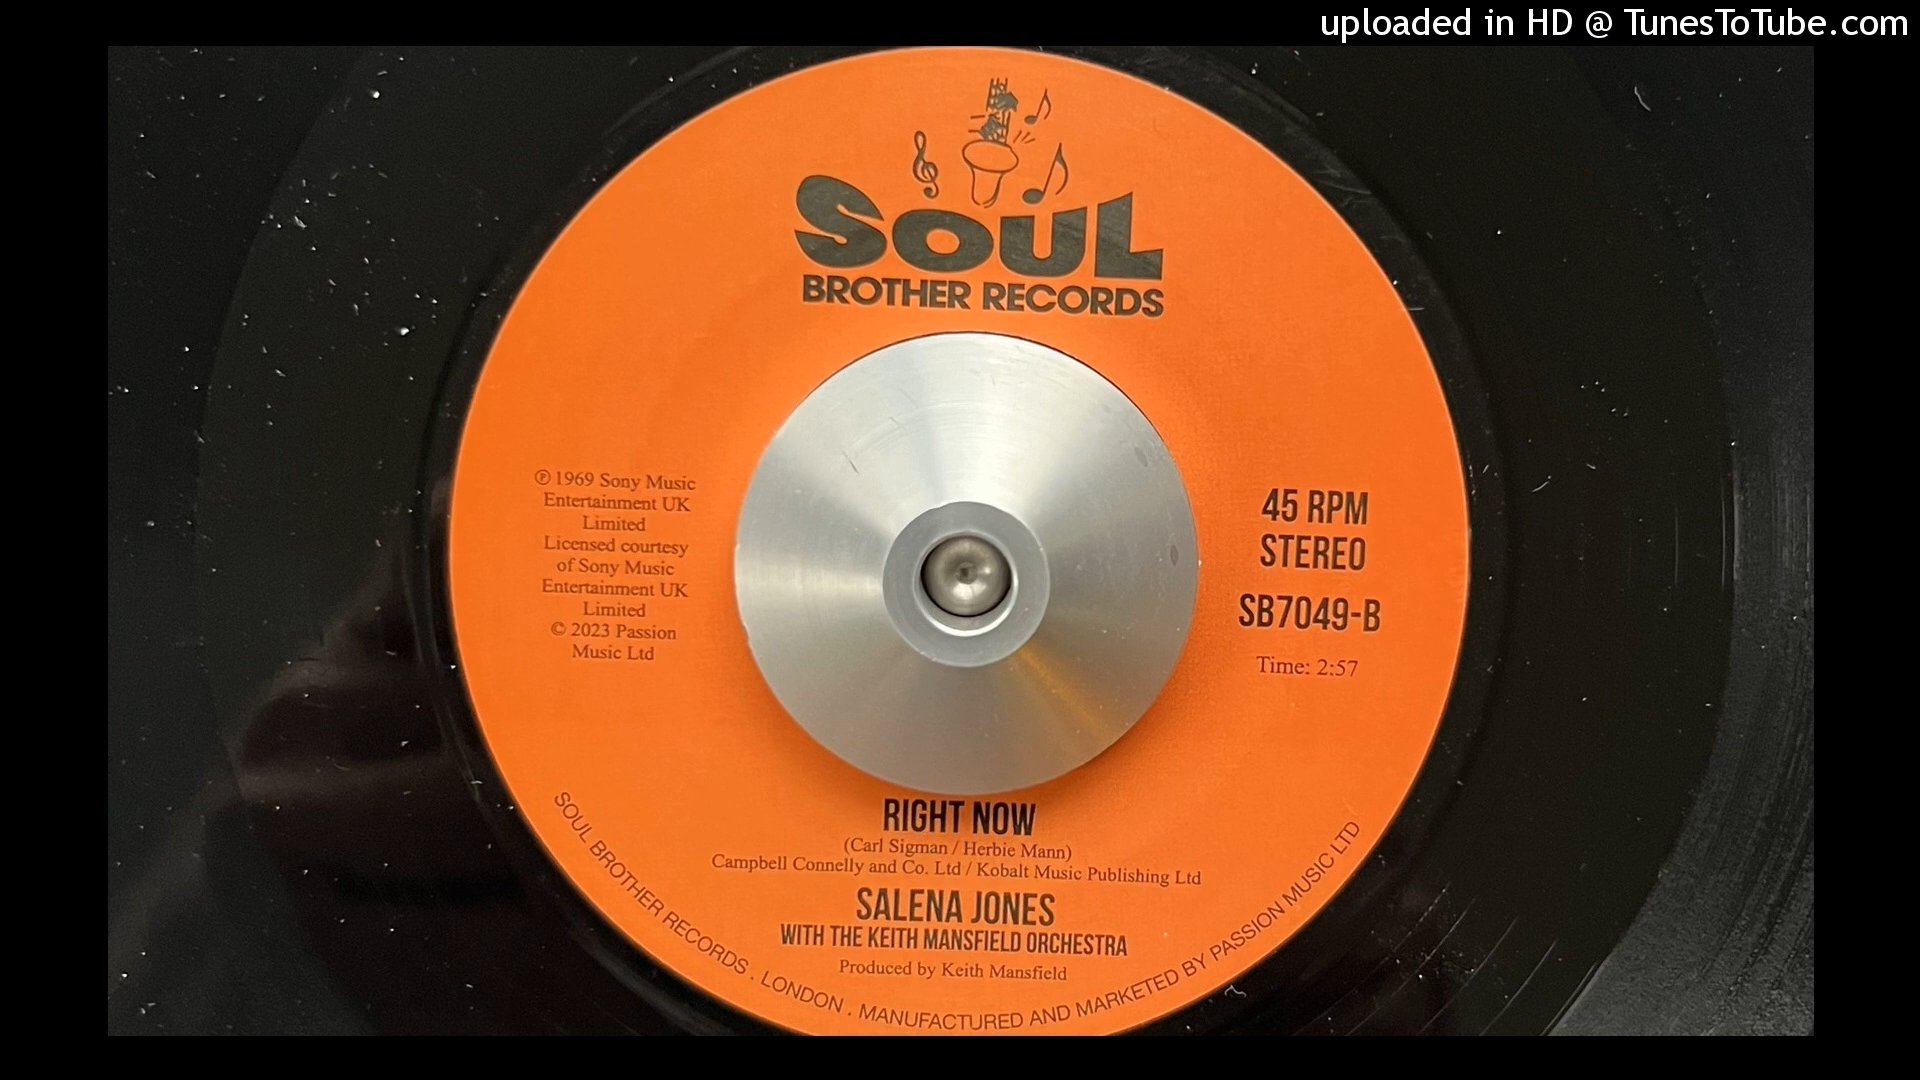 uploaded in HD @ TunesToTube.com
SOUL
BROTHER RECORDS
℗ 1969 Sony Music
Entertainment UK
Limited
Licensed courtesy
of Sony Music
Entertainment UK
Limited
© 2023 Passion
Music Ltd
45 RPM
STEREO
SB7049-B
Time: 2:57
RIGHT NOW
(Carl Sigman / Herbie Mann)
Campbell Connelly and Co. Ltd / Kobalt Music Publishing Ltd
SALENA JONES
WITH THE KEITH MANSFIELD ORCHESTRA
Produced by Keith Mansfield
SOUL BROTHER RECORDS . LONDON . MANUFACTURED AND MARKETED BY PASSION MUSIC LTD